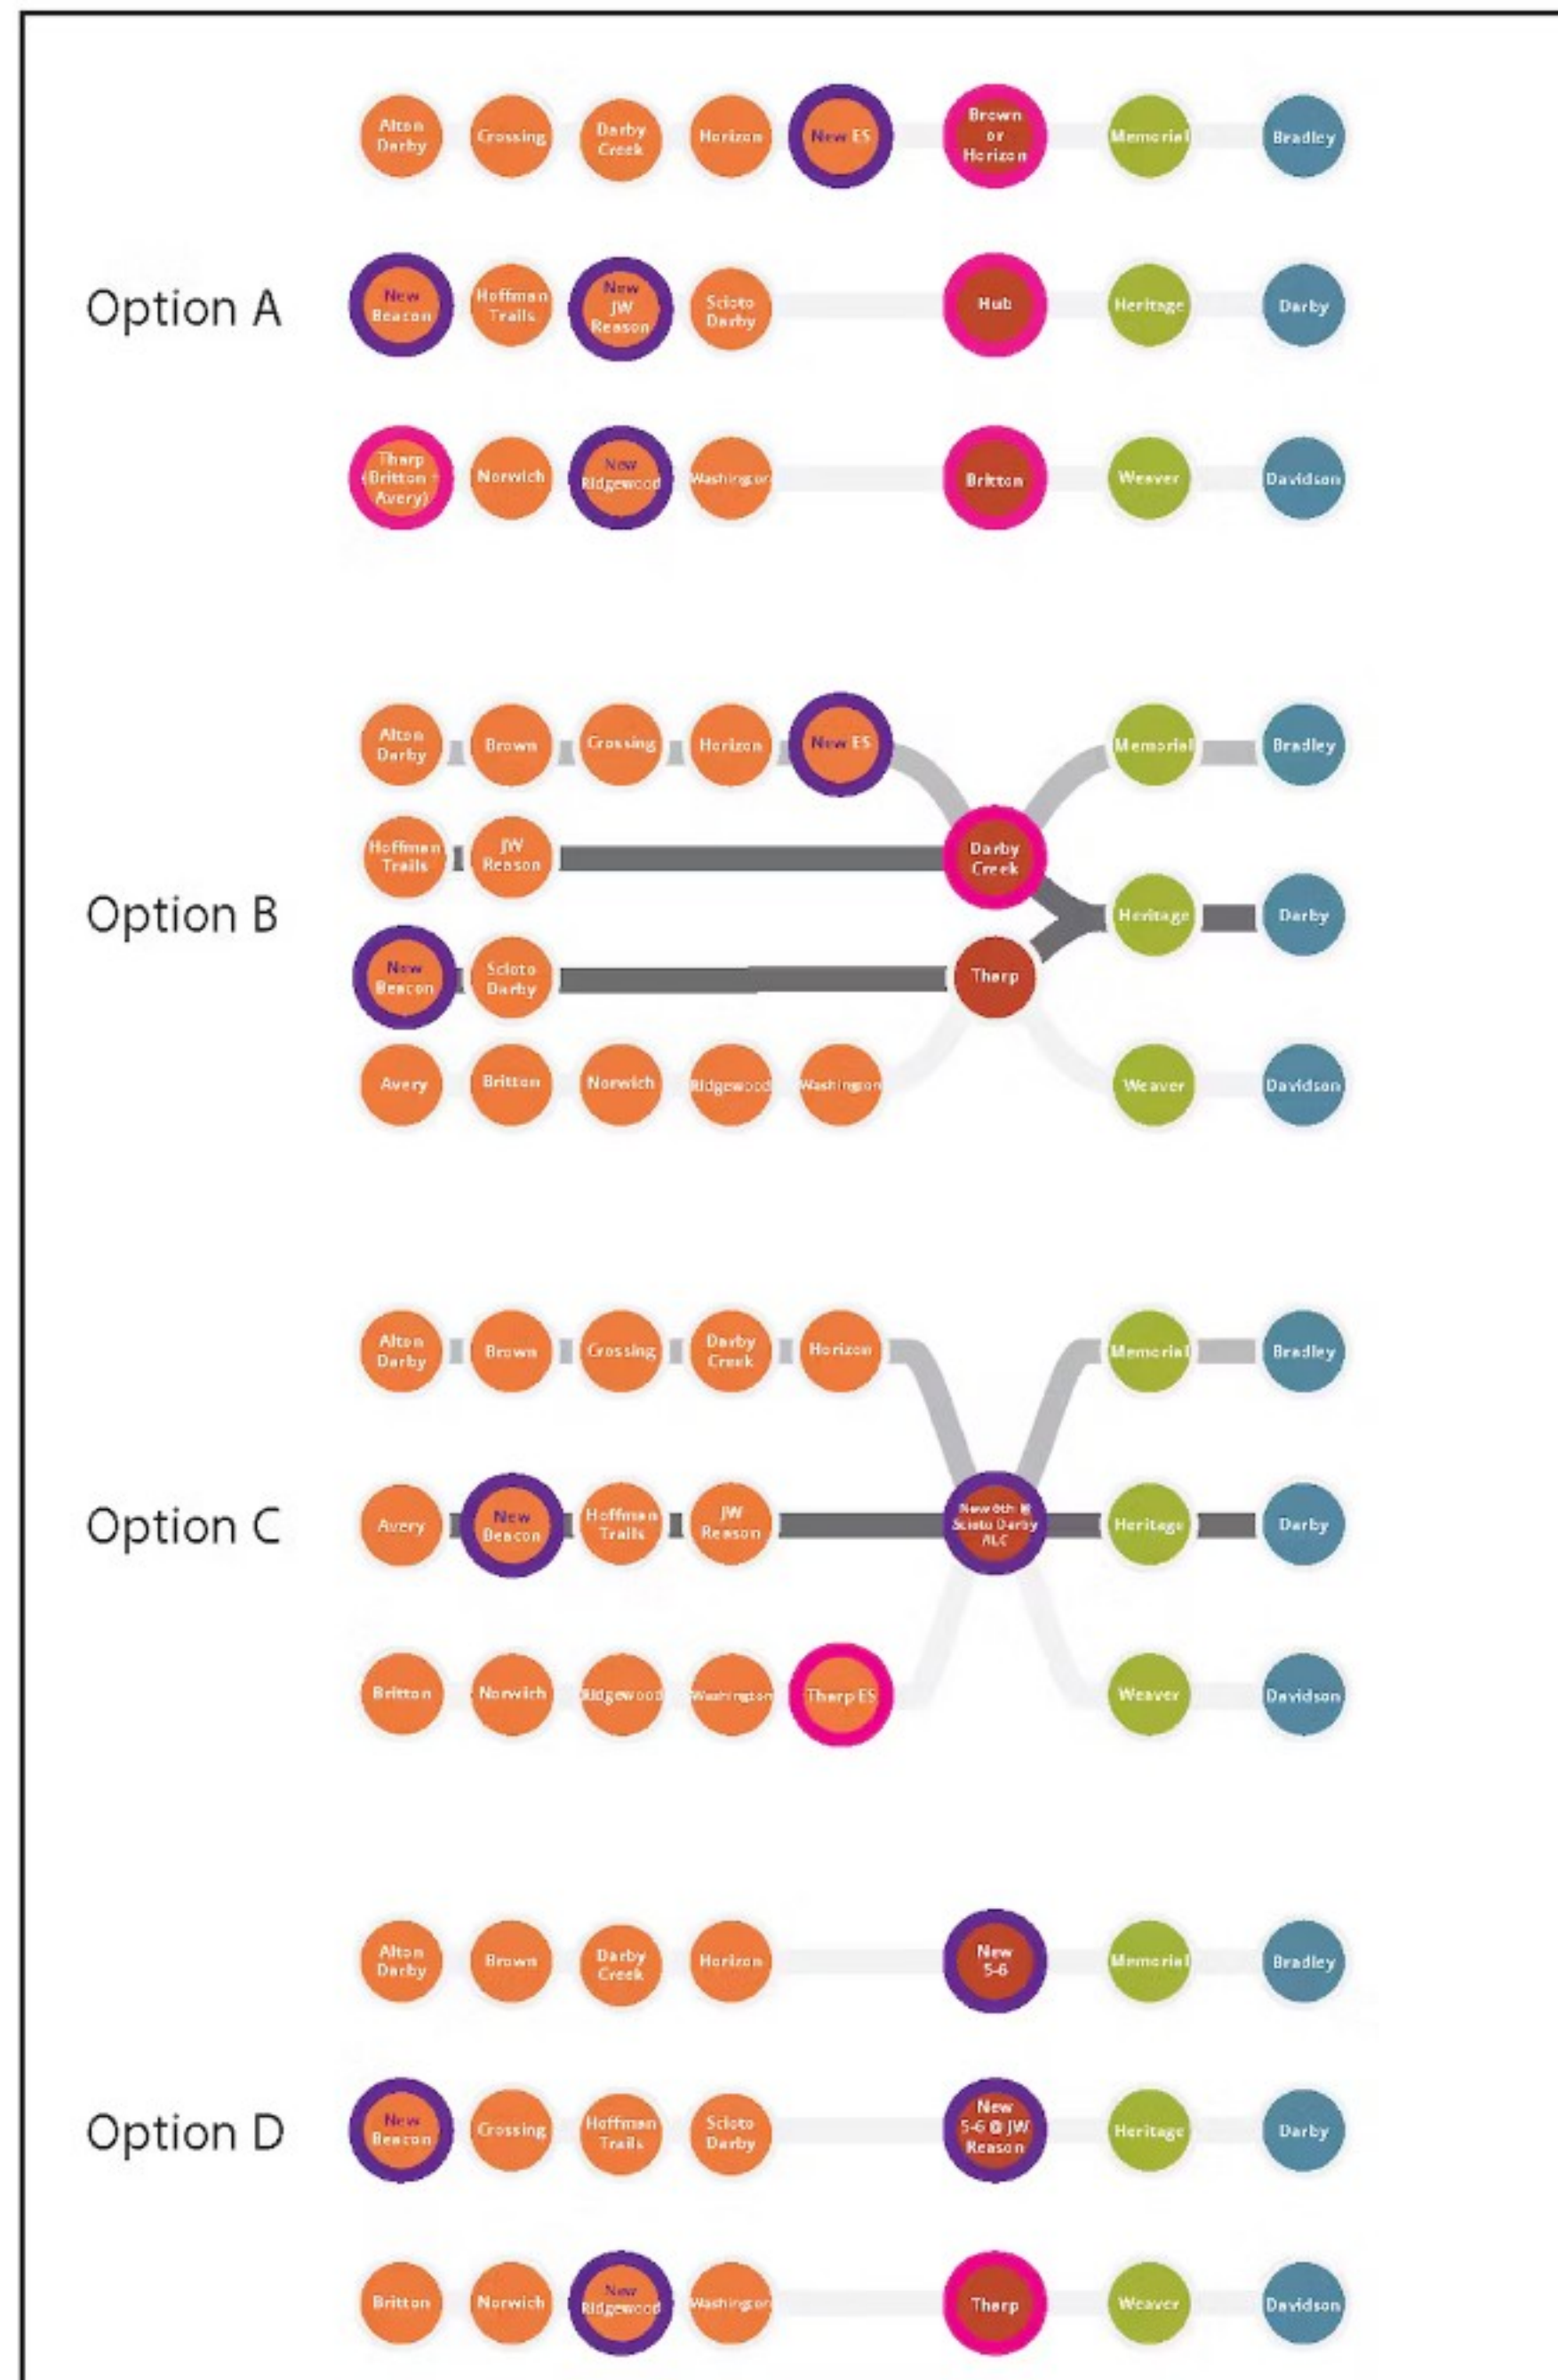 Alton
Darby
Crossing
Darby
Creek
Horizon
New ES
Brown
or
Horizon
Memorial
Bradley
Option A
New
Beacon
Hoffman
Trails
New
JW
Reason
Scioto
Darby
Hub
Heritage
Darby
Tharp
(Britton +
Avery)
Norwich
New
Ridgewood
Washington
Britton
Weaver
Davidson
Alton
Darby
Brown
Crossing
Horizon
New ES
Memorial
Bradley
Hoffman
Trails
JW
Reason
Darby
Creek
Option B
Heritage
Darby
New
Beacon
Scioto
Darby
Tharp
Avery
Britton
Norwich
Ridgewood
Washington
Weaver
Davidson
Alton
Darby
Brown
Crossing
Darby
Creek
Horizon
Memorial
Bradley
Option C
Avery
New
Beacon
Hoffman
Trails
JW
Reason
New 6th @
Scioto Darby
ALC
Heritage
Darby
Britton
Norwich
Ridgewood
Washington
Tharp ES
Weaver
Davidson
Alton
Darby
Brown
Darby
Creek
Horizon
New
5-6
Memorial
Bradley
Option D
New
Beacon
Crossing
Hoffman
Trails
Scioto
Darby
New
5-6 @ JW
Reason
Heritage
Darby
Britton
Norwich
New
Ridgewood
Washington
Tharp
Weaver
Davidson